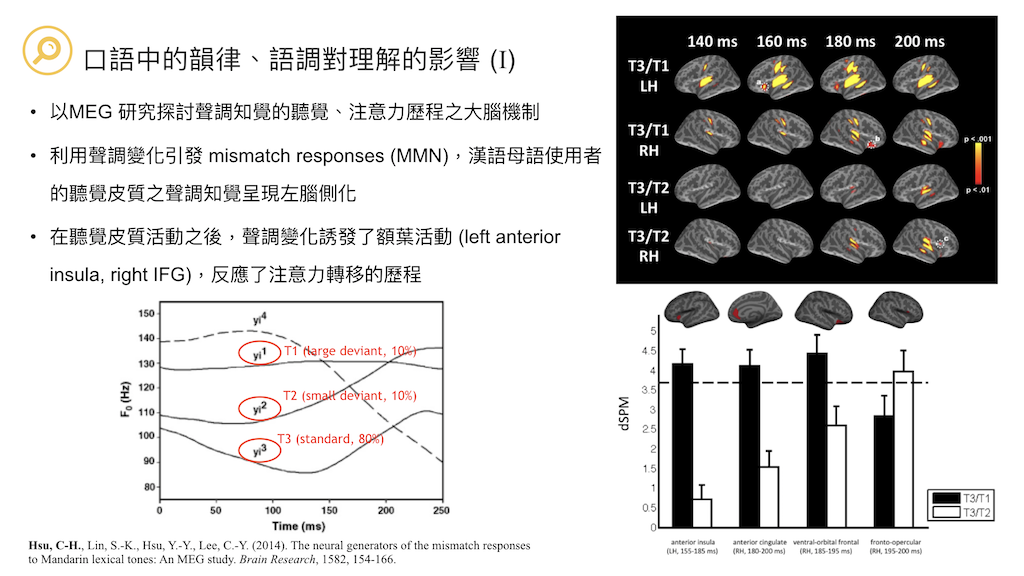 口語中的韻律、語調對理解的影響 (I)
• 以MEG 研究探討聲調知覺的聽覺、注意力歷程之大腦機制
• 利用聲調變化引發 mismatch responses (MMN)，漢語母語使用者
的聽覺皮質之聲調知覺呈現左腦側化
• 在聽覺皮質活動之後，聲調變化誘發了額葉活動 (left anterior
insula, right IFG)，反應了注意力轉移的歷程
140 ms 160 ms 180 ms 200 ms
T3/T1
LH
a
T3/T1
RH
b
T3/T2
LH
T3/T2
RH
c
p < .001
p < .01
150
140
130
120
110
100
90
80
F0 (Hz)
yi4
yi1 T1 (large deviant, 10%)
yi2 T2 (small deviant, 10%)
yi3 T3 (standard, 80%)
0 50 100 150 200 250
Time (ms)
dSPM
5
4.5
4
3.5
3
2.5
2
1.5
1
0.5
0
T3/T1
T3/T2
anterior insula
(LH, 155-185 ms)
anterior cingulate
(RH, 180-200 ms)
ventral-orbital frontal
(RH, 185-195 ms)
fronto-opercular
(RH, 195-200 ms)
Hsu, C-H., Lin, S.-K., Hsu, Y.-Y., Lee, C.-Y. (2014). The neural generators of the mismatch responses
to Mandarin lexical tones: An MEG study. Brain Research, 1582, 154-166.